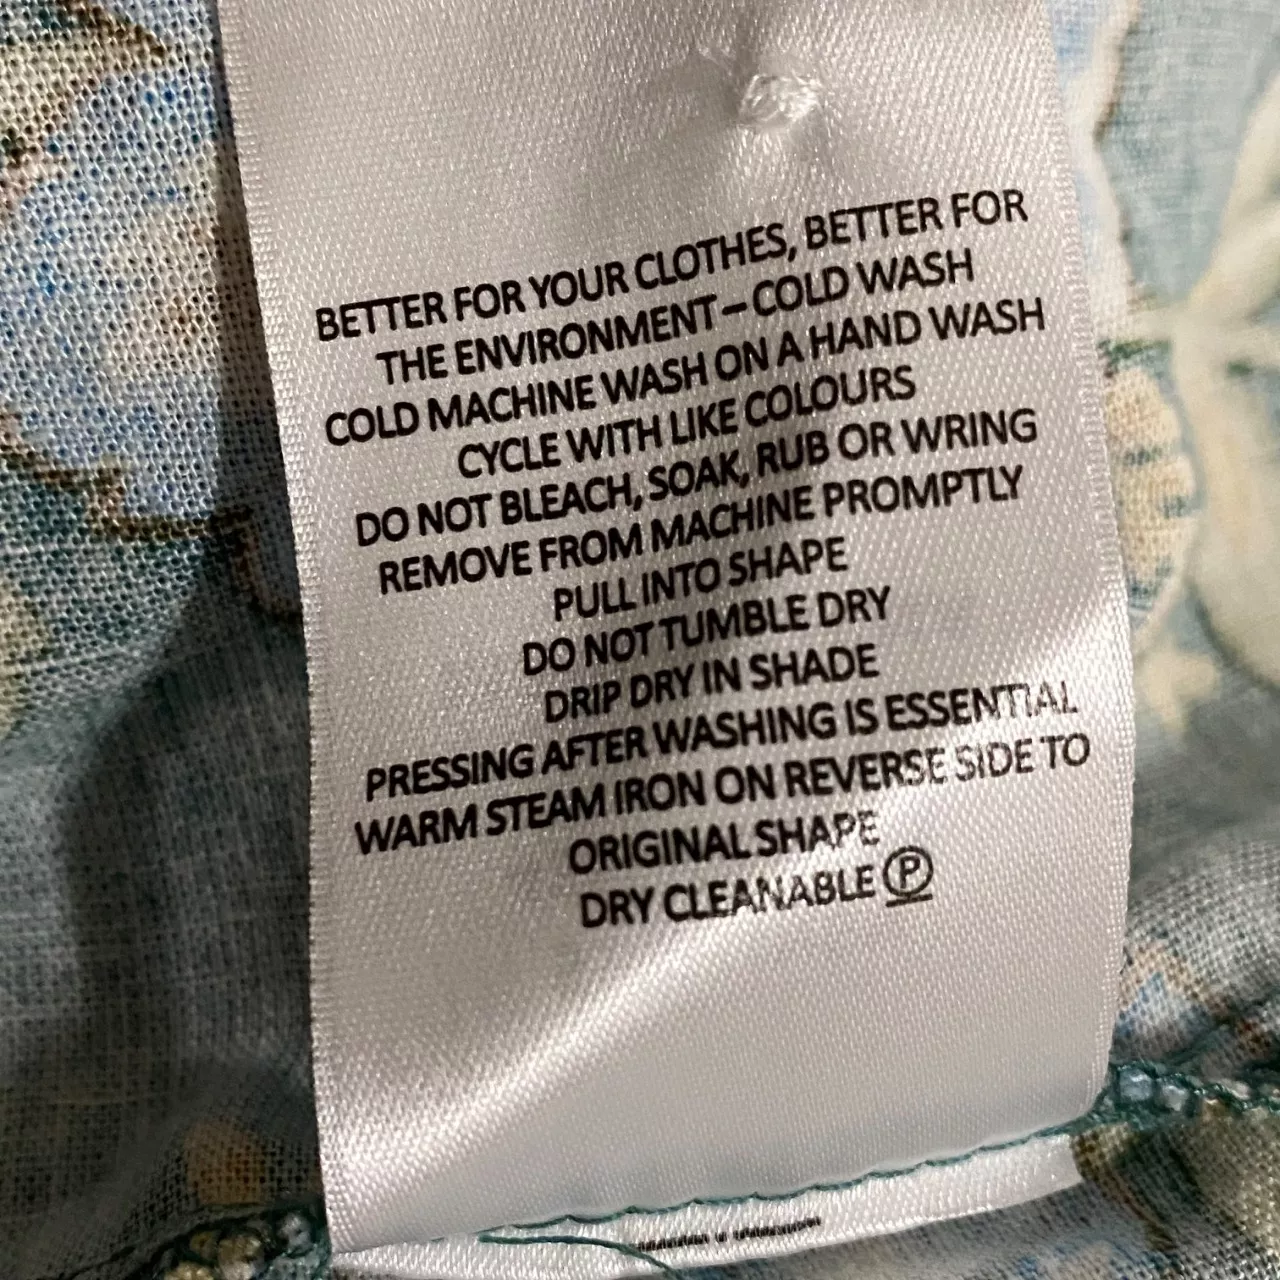 BETTER FOR YOUR CLOTHES, BETTER FOR
THE ENVIRONMENT – COLD WASH
COLD MACHINE WASH ON A HAND WASH
CYCLE WITH LIKE COLOURS
DO NOT BLEACH, SOAK, RUB OR WRING
REMOVE FROM MACHINE PROMPTLY
PULL INTO SHAPE
DO NOT TUMBLE DRY
DRIP DRY IN SHADE
PRESSING AFTER WASHING IS ESSENTIAL
WARM STEAM IRON ON REVERSE SIDE TO
ORIGINAL SHAPE
DRY CLEANABLE Ⓟ